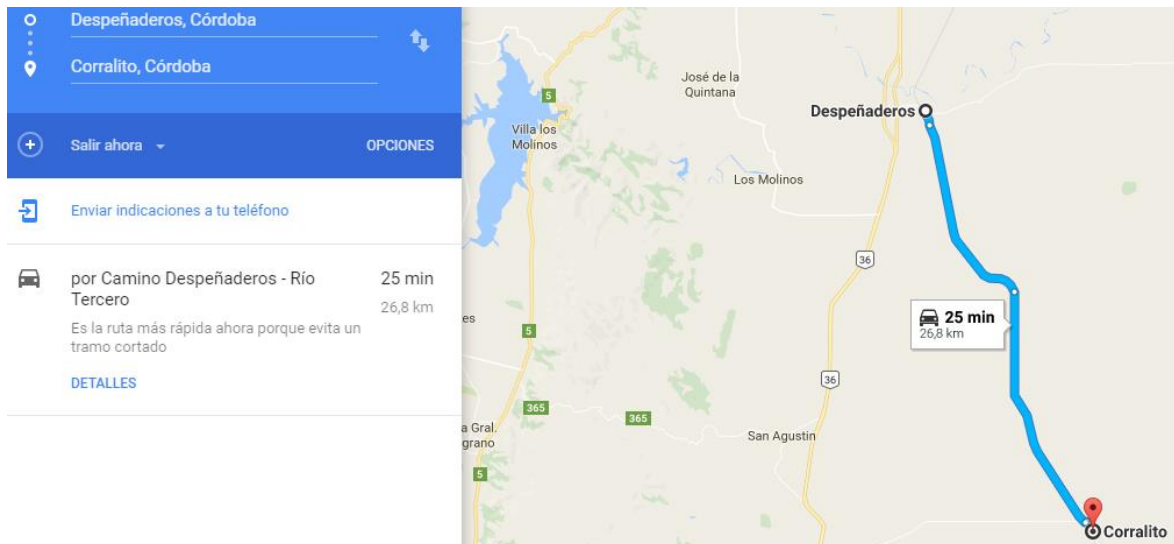 Despeñaderos, Córdoba
Corralito, Córdoba
Salir ahora
OPCIONES
Enviar indicaciones a tu teléfono
por Camino Despeñaderos - Río
Tercero
25 min
26,8 km
Es la ruta más rápida ahora porque evita un
tramo cortado
DETALLES
José de la
Quintana
5
Despeñaderos
Villa los
Molinos
Los Molinos
36
es
5
25 min
26,8 km
36
365
365
a Gral.
grano
San Agustin
5
Corralito